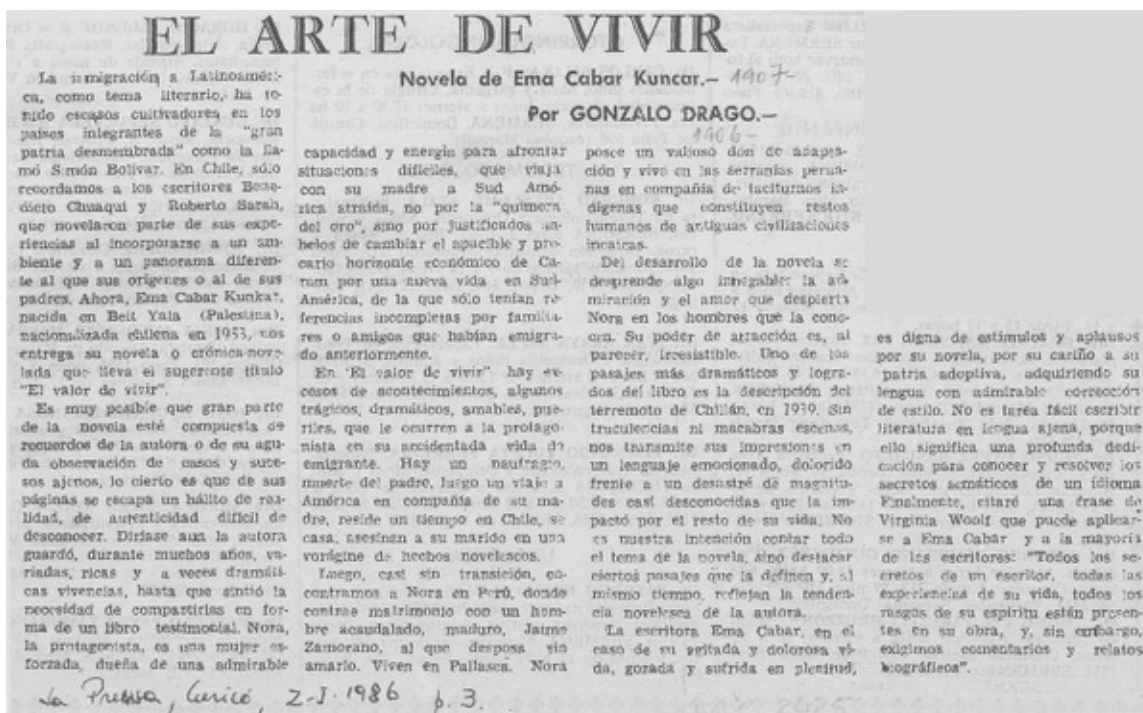 EL ARTE DE VIVIR
Novela de Ema Cabar Kuncar.— 1907-
Por GONZALO DRAGO.—
1906-
La inmigración a Latinoaméri-
ca, como tema literario, ha te-
nido escasos cultivadores en los
países integrantes de la "gran
patria desmembrada" como la lla-
mó Simón Bolívar. En Chile, sólo
recordamos a los escritores Bene-
dicto Chuaqui y Roberto Sarah,
que novelaron parte de sus expe-
riencias al incorporarse a un am-
biente y a un panorama diferen-
te al que sus orígenes o al de sus
padres. Ahora, Ema Cabar Kunkar,
nacida en Beit Yala (Palestina),
nacionalizada chilena en 1953, nos
entrega su novela o crónica-nove-
lada que lleva el sugerente título
"El valor de vivir".
Es muy posible que gran parte
de la novela esté compuesta de
recuerdos de la autora o de su agu-
da observación de casos y suce-
sos ajenos, lo cierto es que de sus
páginas se escapa un hálito de rea-
lidad, de autenticidad difícil de
desconocer. Diríase que la autora
guardó, durante muchos años, va-
riadas, ricas y a veces dramáti-
cas vivencias, hasta que sintió la
necesidad de compartirlas en for-
ma de un libro testimonial. Nora,
la protagonista, es una mujer es-
forzada, dueña de una admirable
capacidad y energía para afrontar
situaciones difíciles, que viaja
con su madre a Sud Amé-
rica atraída, no por la "quimera
del oro", sino por justificados an-
helos de cambiar el apacible y pre-
cario horizonte económico de Ca-
ram por una nueva vida en Sud-
América, de la que sólo tenían re-
ferencias incompletas por familia-
res o amigos que habían emigra-
do anteriormente.
En "El valor de vivir" hay ex-
cesos de acontecimientos, algunos
trágicos, dramáticos, amables, pue-
riles, que le ocurren a la protago-
nista en su accidentada vida de
emigrante. Hay un naufragio,
muerte del padre, luego un viaje a
América en compañía de su ma-
dre, reside un tiempo en Chile, se
casa, asesinan a su marido en una
vorágine de hechos novelescos.
Luego, casi sin transición, en-
contramos a Nora en Perú, donde
contrae matrimonio con un hom-
bre acaudalado, maduro, Jaime
Zamorano, al que desposa sin
amarlo. Viven en Pallasca. Nora
posee un valioso don de adapta-
ción y vive en las serranías perua-
nas en compañía de taciturnos in-
dígenas que constituyen restos
humanos de antiguas civilizaciones
incaicas.
Del desarrollo de la novela se
desprende algo innegable: la ad-
miración y el amor que despierta
Nora en los hombres que la cono-
cen. Su poder de atracción es, al
parecer, irresistible. Uno de los
pasajes más dramáticos y logra-
dos del libro es la descripción del
terremoto de Chillán, en 1939. Sin
truculencias ni macabras escenas,
nos transmite sus impresiones en
un lenguaje emocionado, dolorido
frente a un desastre de magnitu-
des casi desconocidas que la im-
pactó por el resto de su vida. No
es nuestra intención contar todo
el tema de la novela, sino destacar
ciertos pasajes que la definen y, al
mismo tiempo, reflejan la tenden-
cia novelesca de la autora.
La escritora Ema Cabar, en el
caso de su agitada y dolorosa vi-
da, gozada y sufrida en plenitud,
es digna de estímulos y aplausos
por su novela, por su cariño a su
patria adoptiva, adquiriendo su
lengua con admirable corrección
de estilo. No es tarea fácil escribir
literatura en lengua ajena, porque
ello significa una profunda dedi-
cación para conocer y resolver los
secretos semáticos de un idioma
Finalmente, citaré una frase de
Virginia Woolf que puede aplicar-
se a Ema Cabar y a la mayoría
de los escritores: "Todos los se-
cretos de un escritor, todas las
experiencias de su vida, todos los
rasgos de su espíritu están presen-
tes en su obra, y, sin embargo,
exigimos comentarios y relatos
biográficos".
La Prensa, Curicó, 2-I-1986 p. 3.